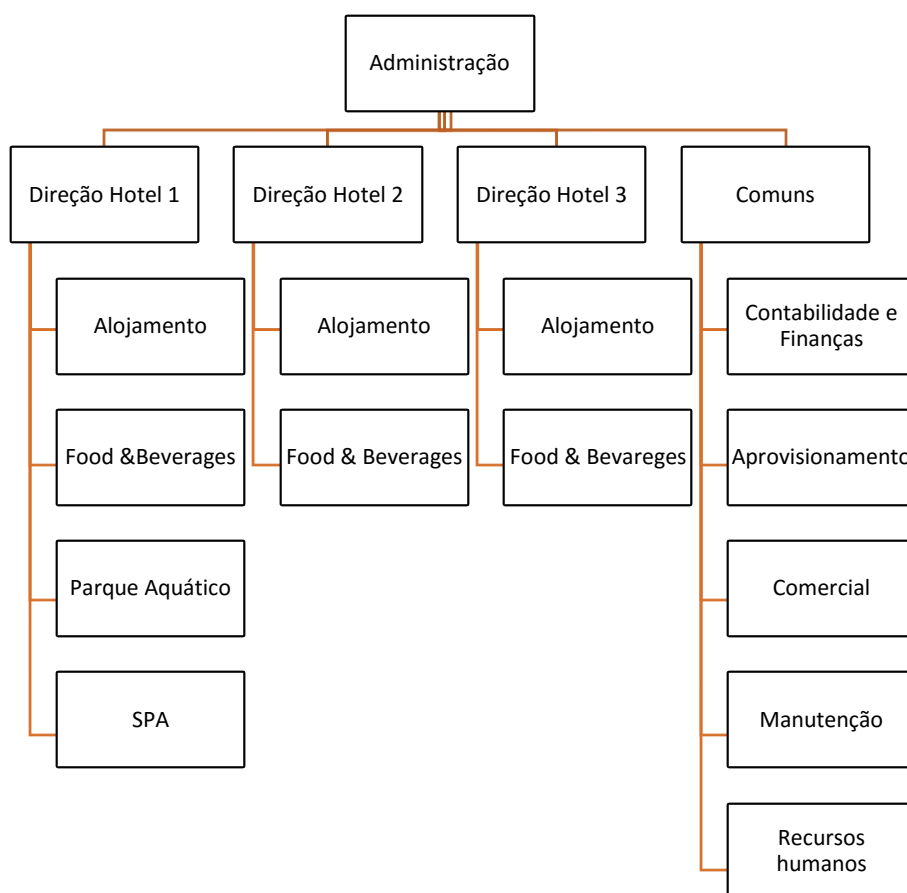 Administração
Direção Hotel 1
Direção Hotel 2
Direção Hotel 3
Comuns
Alojamento
Alojamento
Alojamento
Contabilidade e
Finanças
Food &Beverages
Food & Beverages
Food & Bevareges
Aprovisionamento
Parque Aquático
Comercial
SPA
Manutenção
Recursos
humanos